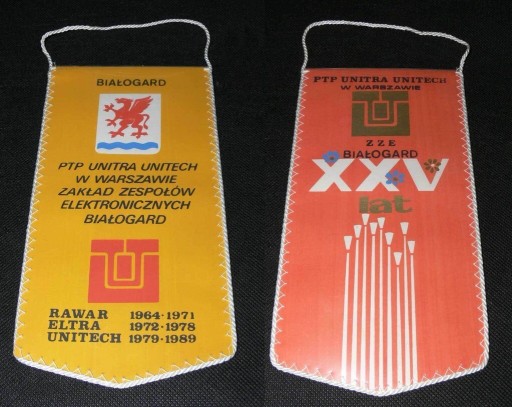 BIAŁOGARD
PTP UNITRA UNITECH
W WARSZAWIE
ZAKŁAD ZESPOŁÓW
ELEKTRONICZNYCH
BIAŁOGARD
RAWAR 1964-1971
ELTRA 1972-1978
UNITECH 1979-1989
PTP UNITRA UNITECH
W WARSZAWIE
ZZE
BIAŁOGARD
XXV
lat